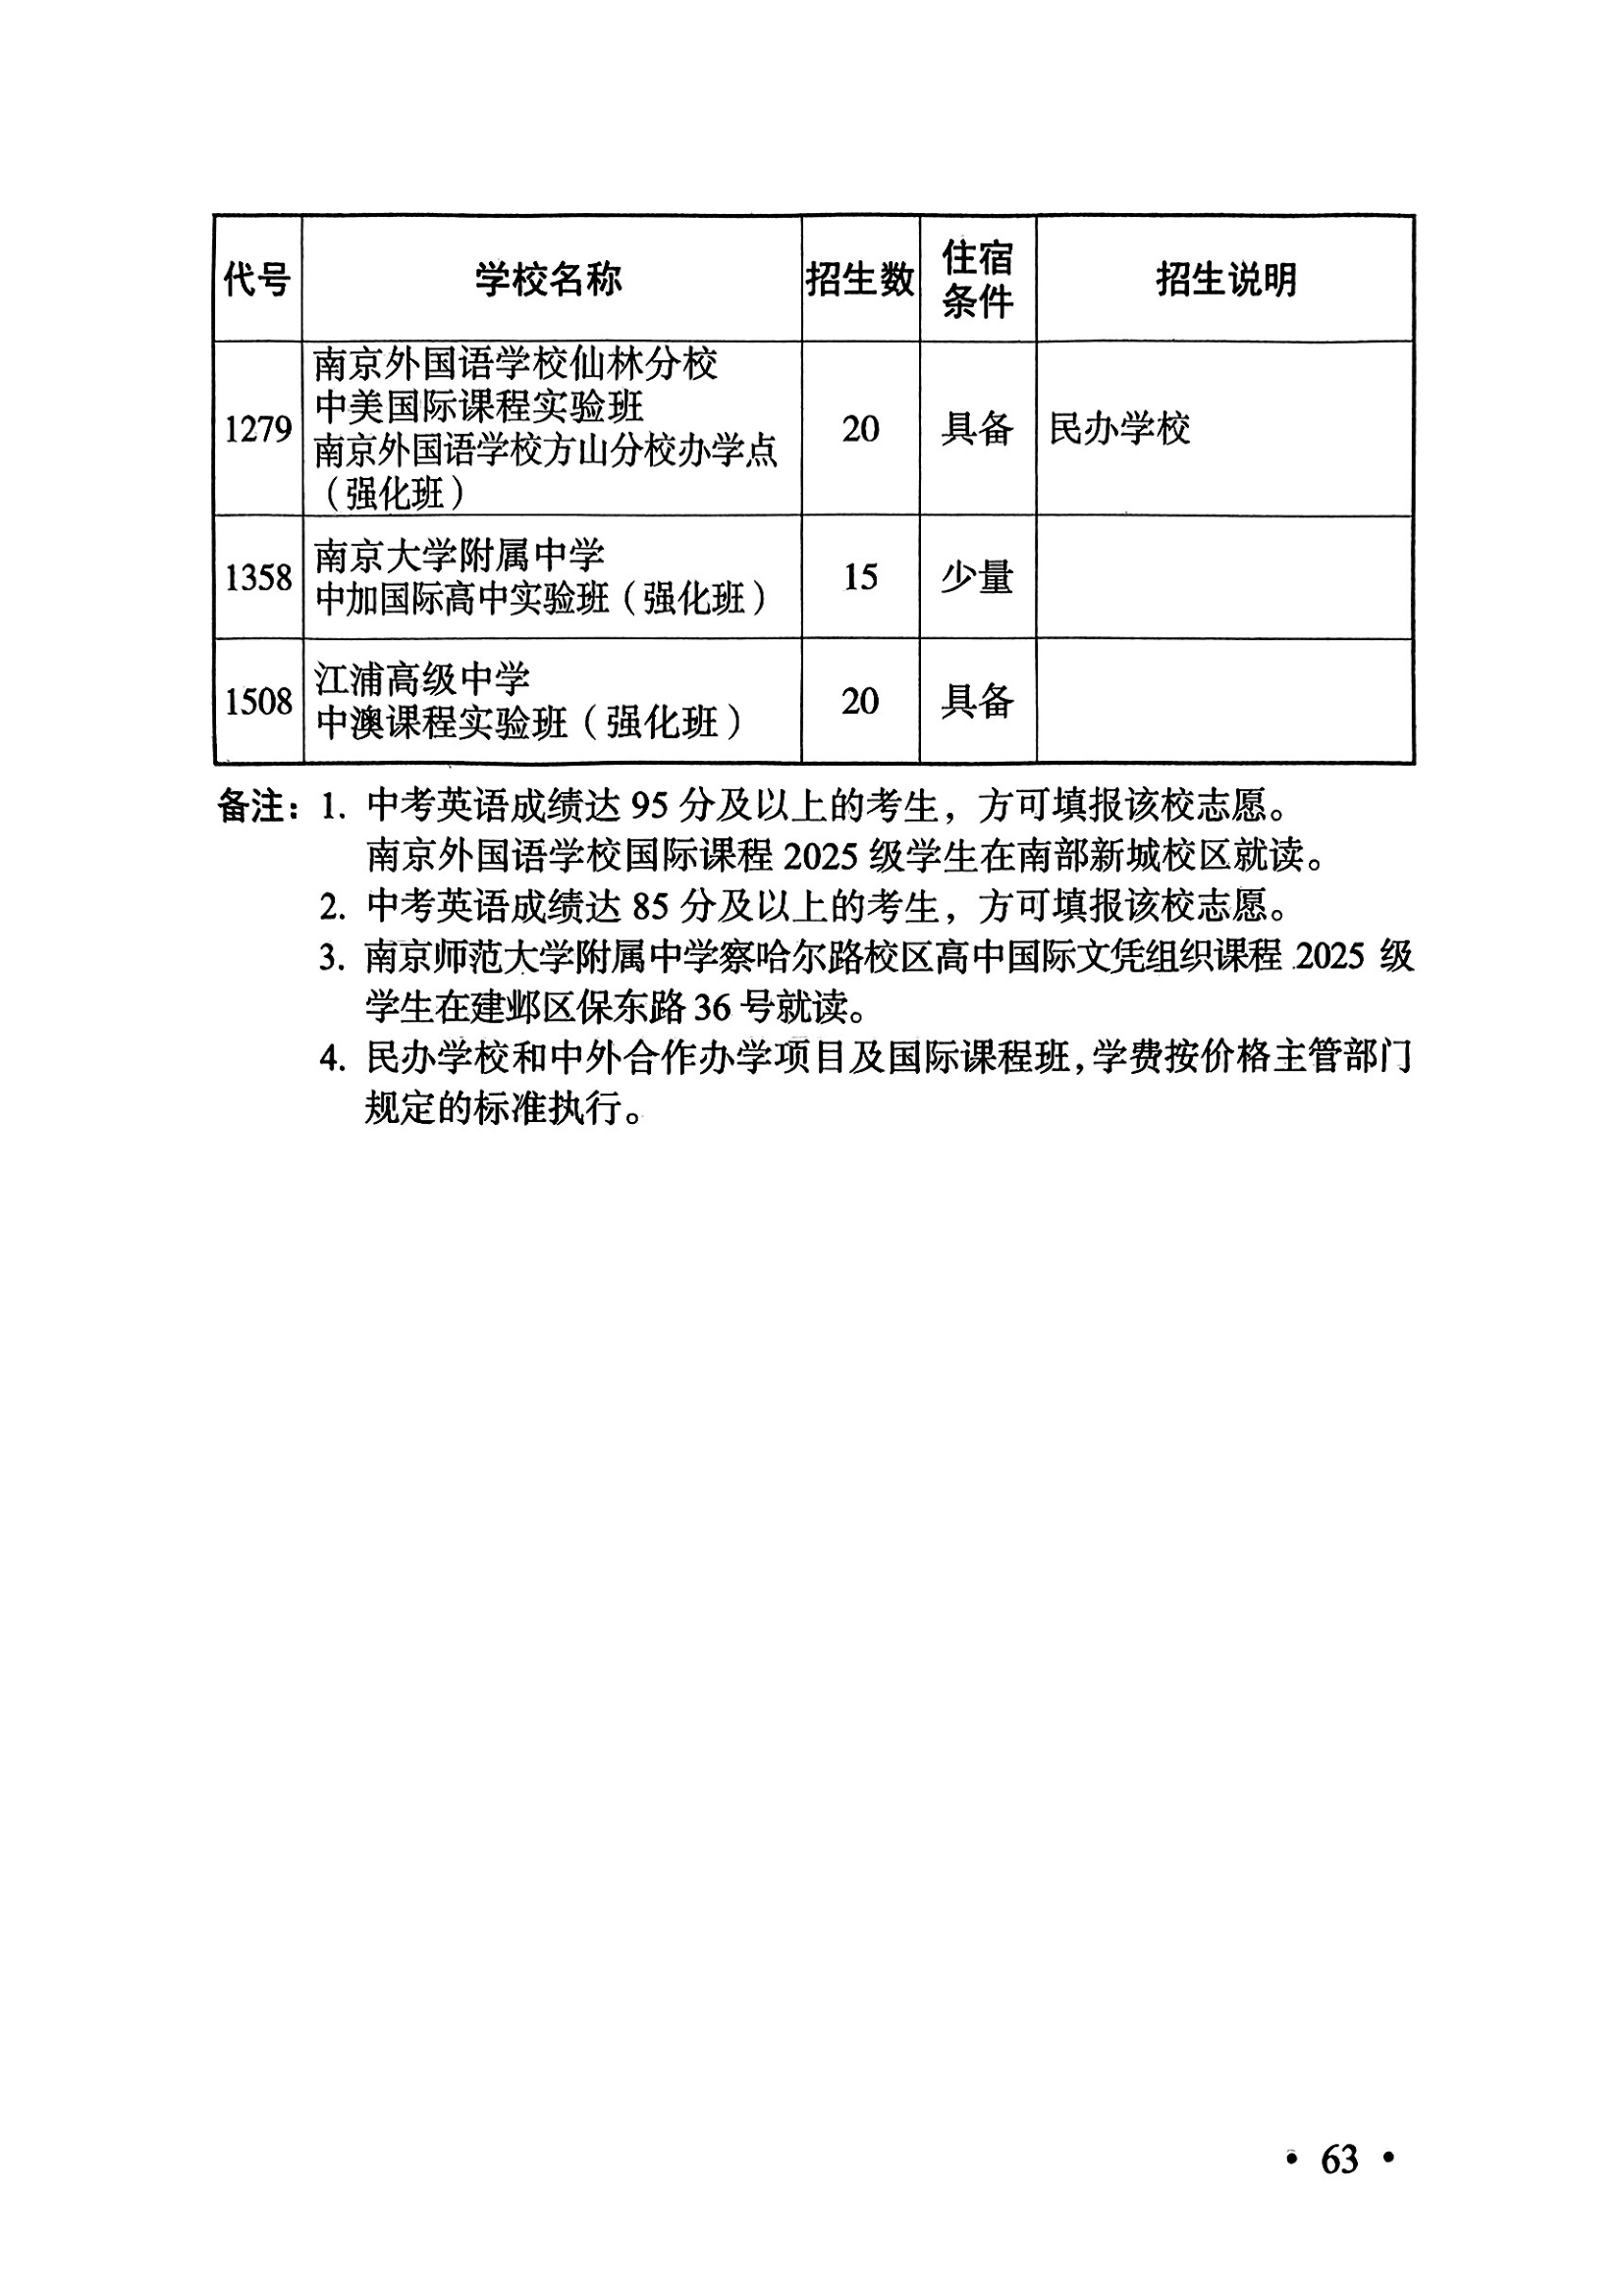 代号 学校名称 招生数 住宿条件 招生说明
1279 南京外国语学校仙林分校
中美国际课程实验班
南京外国语学校方山分校办学点
（强化班） 20 具备 民办学校
1358 南京大学附属中学
中加国际高中实验班（强化班） 15 少量
1508 江浦高级中学
中澳课程实验班（强化班） 20 具备
备注：1. 中考英语成绩达 95 分及以上的考生，方可填报该校志愿。
南京外国语学校国际课程 2025 级学生在南部新城校区就读。
2. 中考英语成绩达 85 分及以上的考生，方可填报该校志愿。
3. 南京师范大学附属中学察哈尔路校区高中国际文凭组织课程 2025 级
学生在建邺区保东路 36 号就读。
4. 民办学校和中外合作办学项目及国际课程班，学费按价格主管部门
规定的标准执行。
· 63 ·